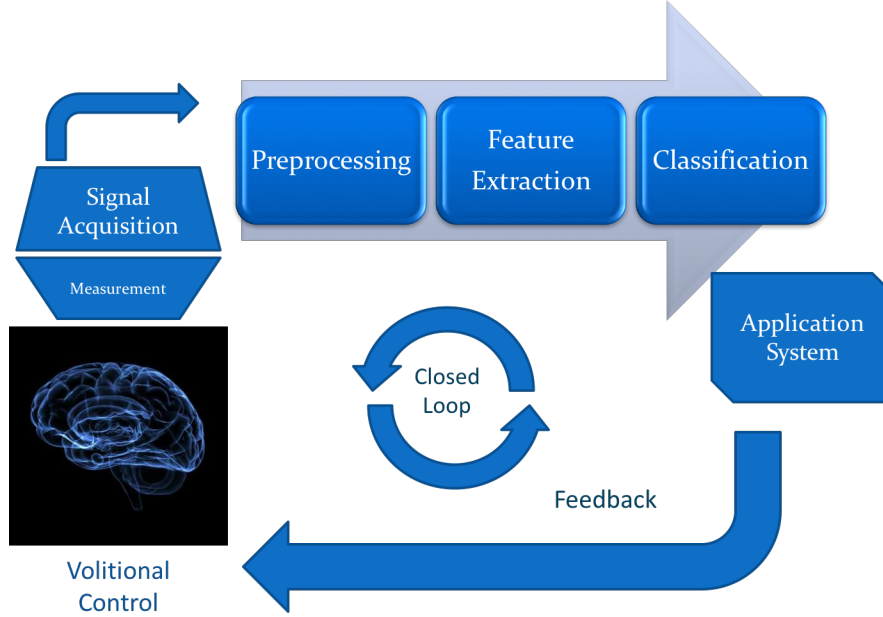 Preprocessing
Feature
Extraction
Classification
Signal
Acquisition
Measurement
Application
System
Closed
Loop
Feedback
Volitional
Control